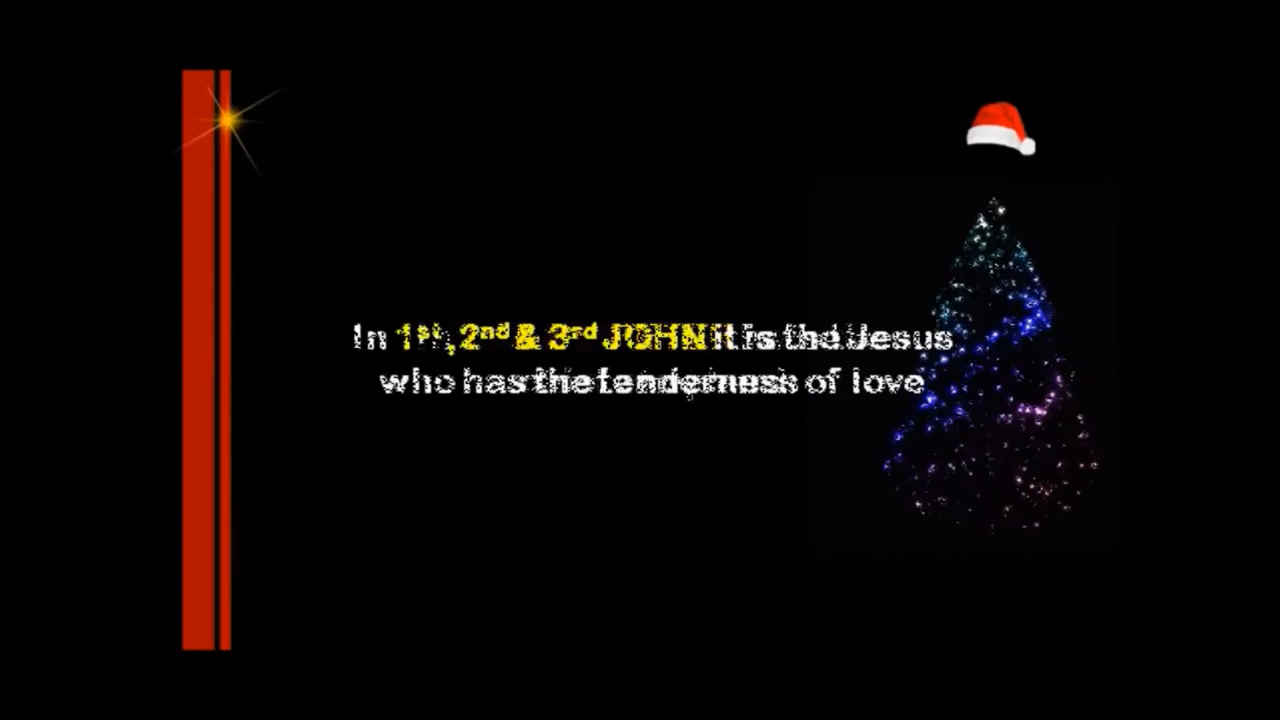 In 1st, 2nd & 3rd JOHN it is the Jesus
who has the tenderness of love